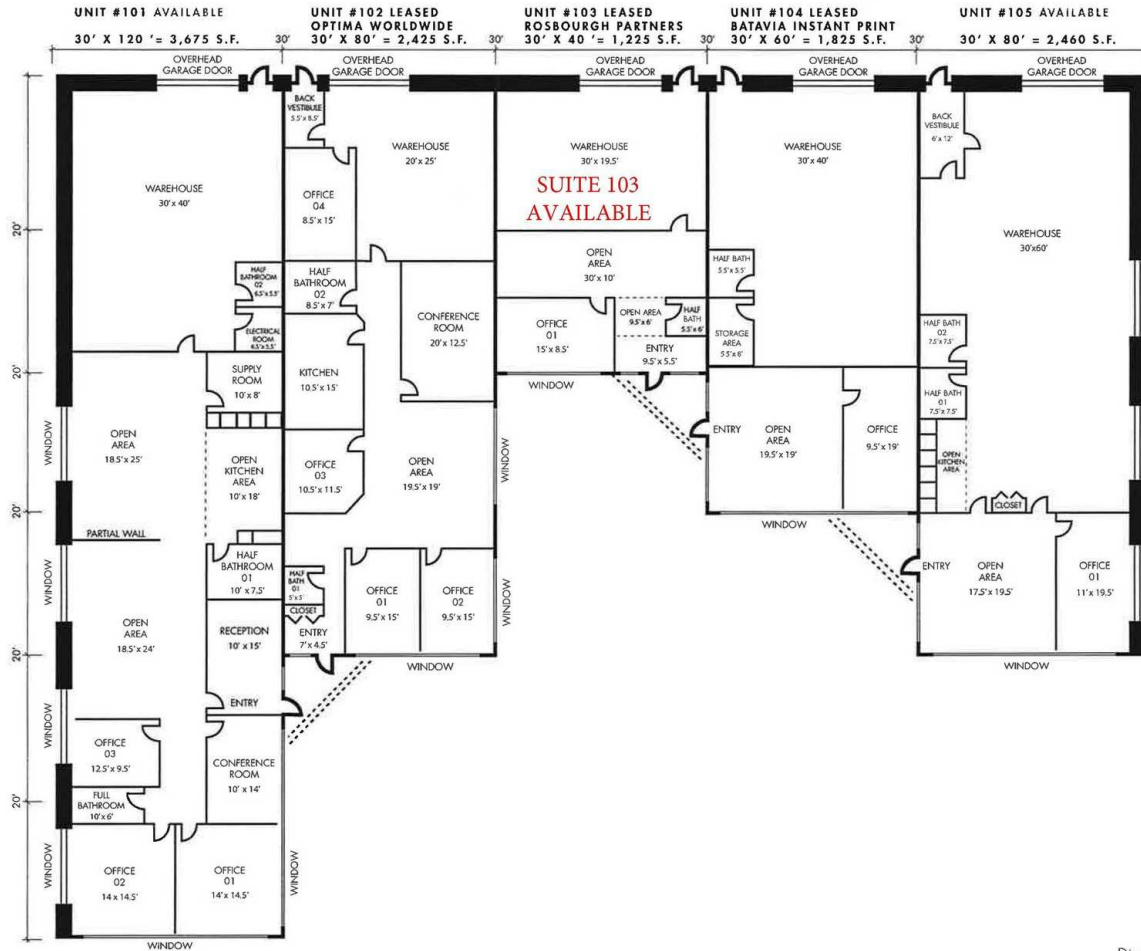 UNIT #101 AVAILABLE
30' X 120 '= 3,675 S.F.
UNIT #102 LEASED
OPTIMA WORLDWIDE
30' X 80' = 2,425 S.F.
UNIT #103 LEASED
ROSBOURGH PARTNERS
30' X 40 '= 1,225 S.F.
UNIT #104 LEASED
BATAVIA INSTANT PRINT
30' X 60' = 1,825 S.F.
UNIT #105 AVAILABLE
30' X 80' = 2,460 S.F.
30'
30'
30'
30'
30'
20'
20'
20'
20'
20'
OVERHEAD
GARAGE DOOR
WAREHOUSE
30' x 40'
HALF
BATHROOM
02
6.5' x 5.5'
ELECTRICAL
ROOM
6.5' x 5.5'
SUPPLY
ROOM
10' x 8'
OPEN
AREA
18.5' x 25'
OPEN
KITCHEN
AREA
10' x 18'
PARTIAL WALL
HALF
BATHROOM
01
10' x 7.5'
OPEN
AREA
18.5' x 24'
RECEPTION
10' x 15'
ENTRY
OFFICE
03
12.5' x 9.5'
CONFERENCE
ROOM
10' x 14'
FULL
BATHROOM
10' x 6'
OFFICE
02
14 x 14.5'
OFFICE
01
14' x 14.5'
WINDOW
WINDOW
WINDOW
WINDOW
WINDOW
WINDOW
OVERHEAD
GARAGE DOOR
BACK
VESTIBULE
5.5' x 8.5'
WAREHOUSE
20' x 25'
OFFICE
04
8.5' x 15'
HALF
BATHROOM
02
8.5' x 7'
CONFERENCE
ROOM
20' x 12.5'
KITCHEN
10.5' x 15'
OFFICE
03
10.5' x 11.5'
OPEN
AREA
19.5' x 19'
HALF
BATH
01
5' x 5'
CLOSET
ENTRY
7' x 4.5'
OFFICE
01
9.5' x 15'
OFFICE
02
9.5' x 15'
WINDOW
WINDOW
WINDOW
OVERHEAD
GARAGE DOOR
WAREHOUSE
30' x 19.5'
SUITE 103
AVAILABLE
OPEN
AREA
30' x 10'
OFFICE
01
15' x 8.5'
OPEN AREA
9.5' x 6'
HALF
BATH
5.5' x 6'
ENTRY
9.5' x 5.5'
WINDOW
OVERHEAD
GARAGE DOOR
WAREHOUSE
30' x 40'
HALF BATH
5.5' x 5.5'
STORAGE
AREA
5.5' x 6'
ENTRY
OPEN
AREA
19.5' x 19'
OFFICE
9.5' x 19'
WINDOW
OVERHEAD
GARAGE DOOR
BACK
VESTIBULE
6' x 12'
WAREHOUSE
30'x60'
HALF BATH
02
7.5' x 7.5'
HALF BATH
01
7.5' x 7.5'
OPEN
KITCHEN
AREA
CLOSET
ENTRY
OPEN
AREA
17.5' x 19.5'
OFFICE
01
11' x 19.5'
WINDOW